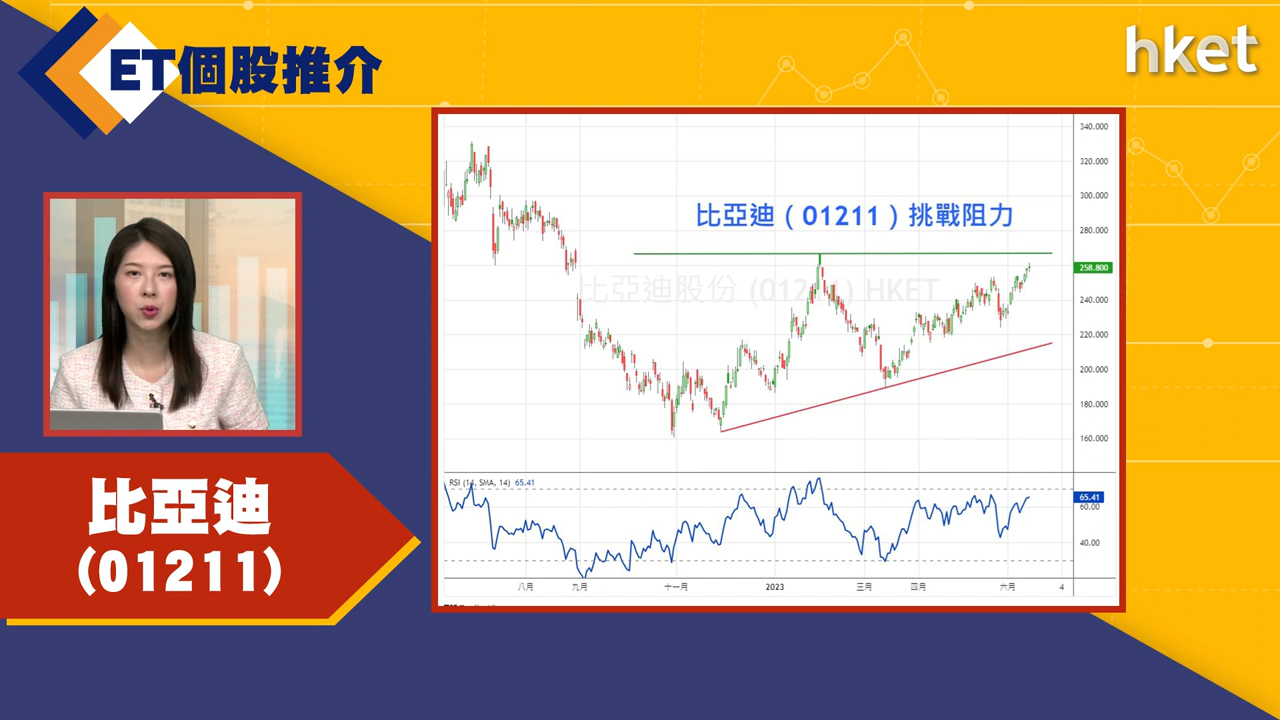 ET個股推介
hket
比亞迪
(01211)
比亞迪（01211）挑戰阻力
比亞迪股份 (01211) HKET
340.000
320.000
300.000
280.000
258.800
240.000
220.000
200.000
180.000
160.000
RSI (14, SMA, 14) 65.41
65.41
60.00
40.00
八月 九月 十一月 2023 三月 四月 六月 4